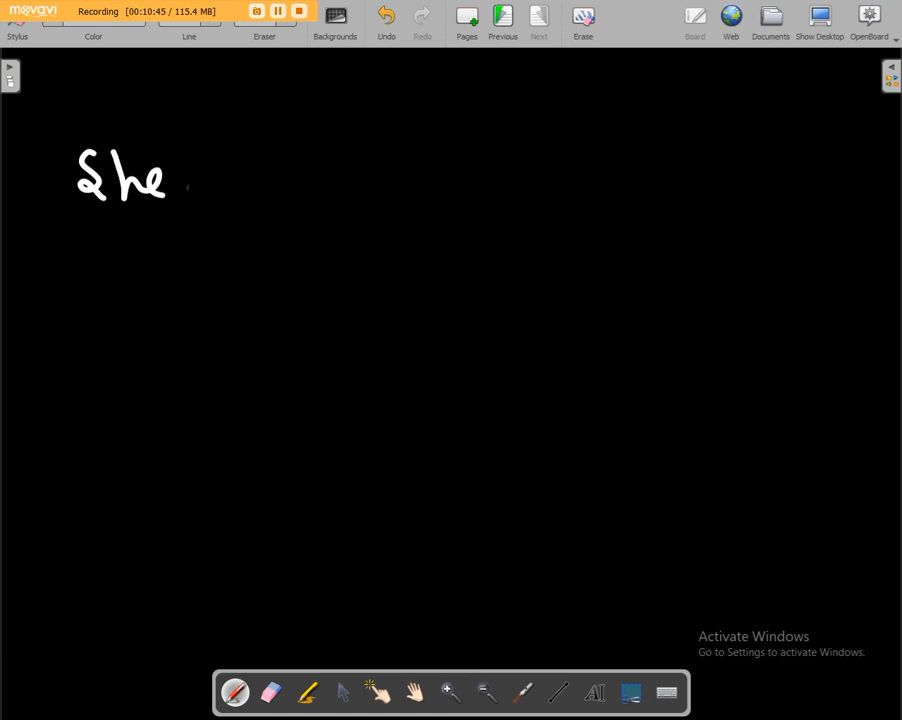 movavi Recording [00:10:45 / 115.4 MB]
Stylus Color Line Eraser Backgrounds Undo Redo Pages Previous Next Erase Board Web Documents Show Desktop OpenBoard
She
Activate Windows
Go to Settings to activate Windows.